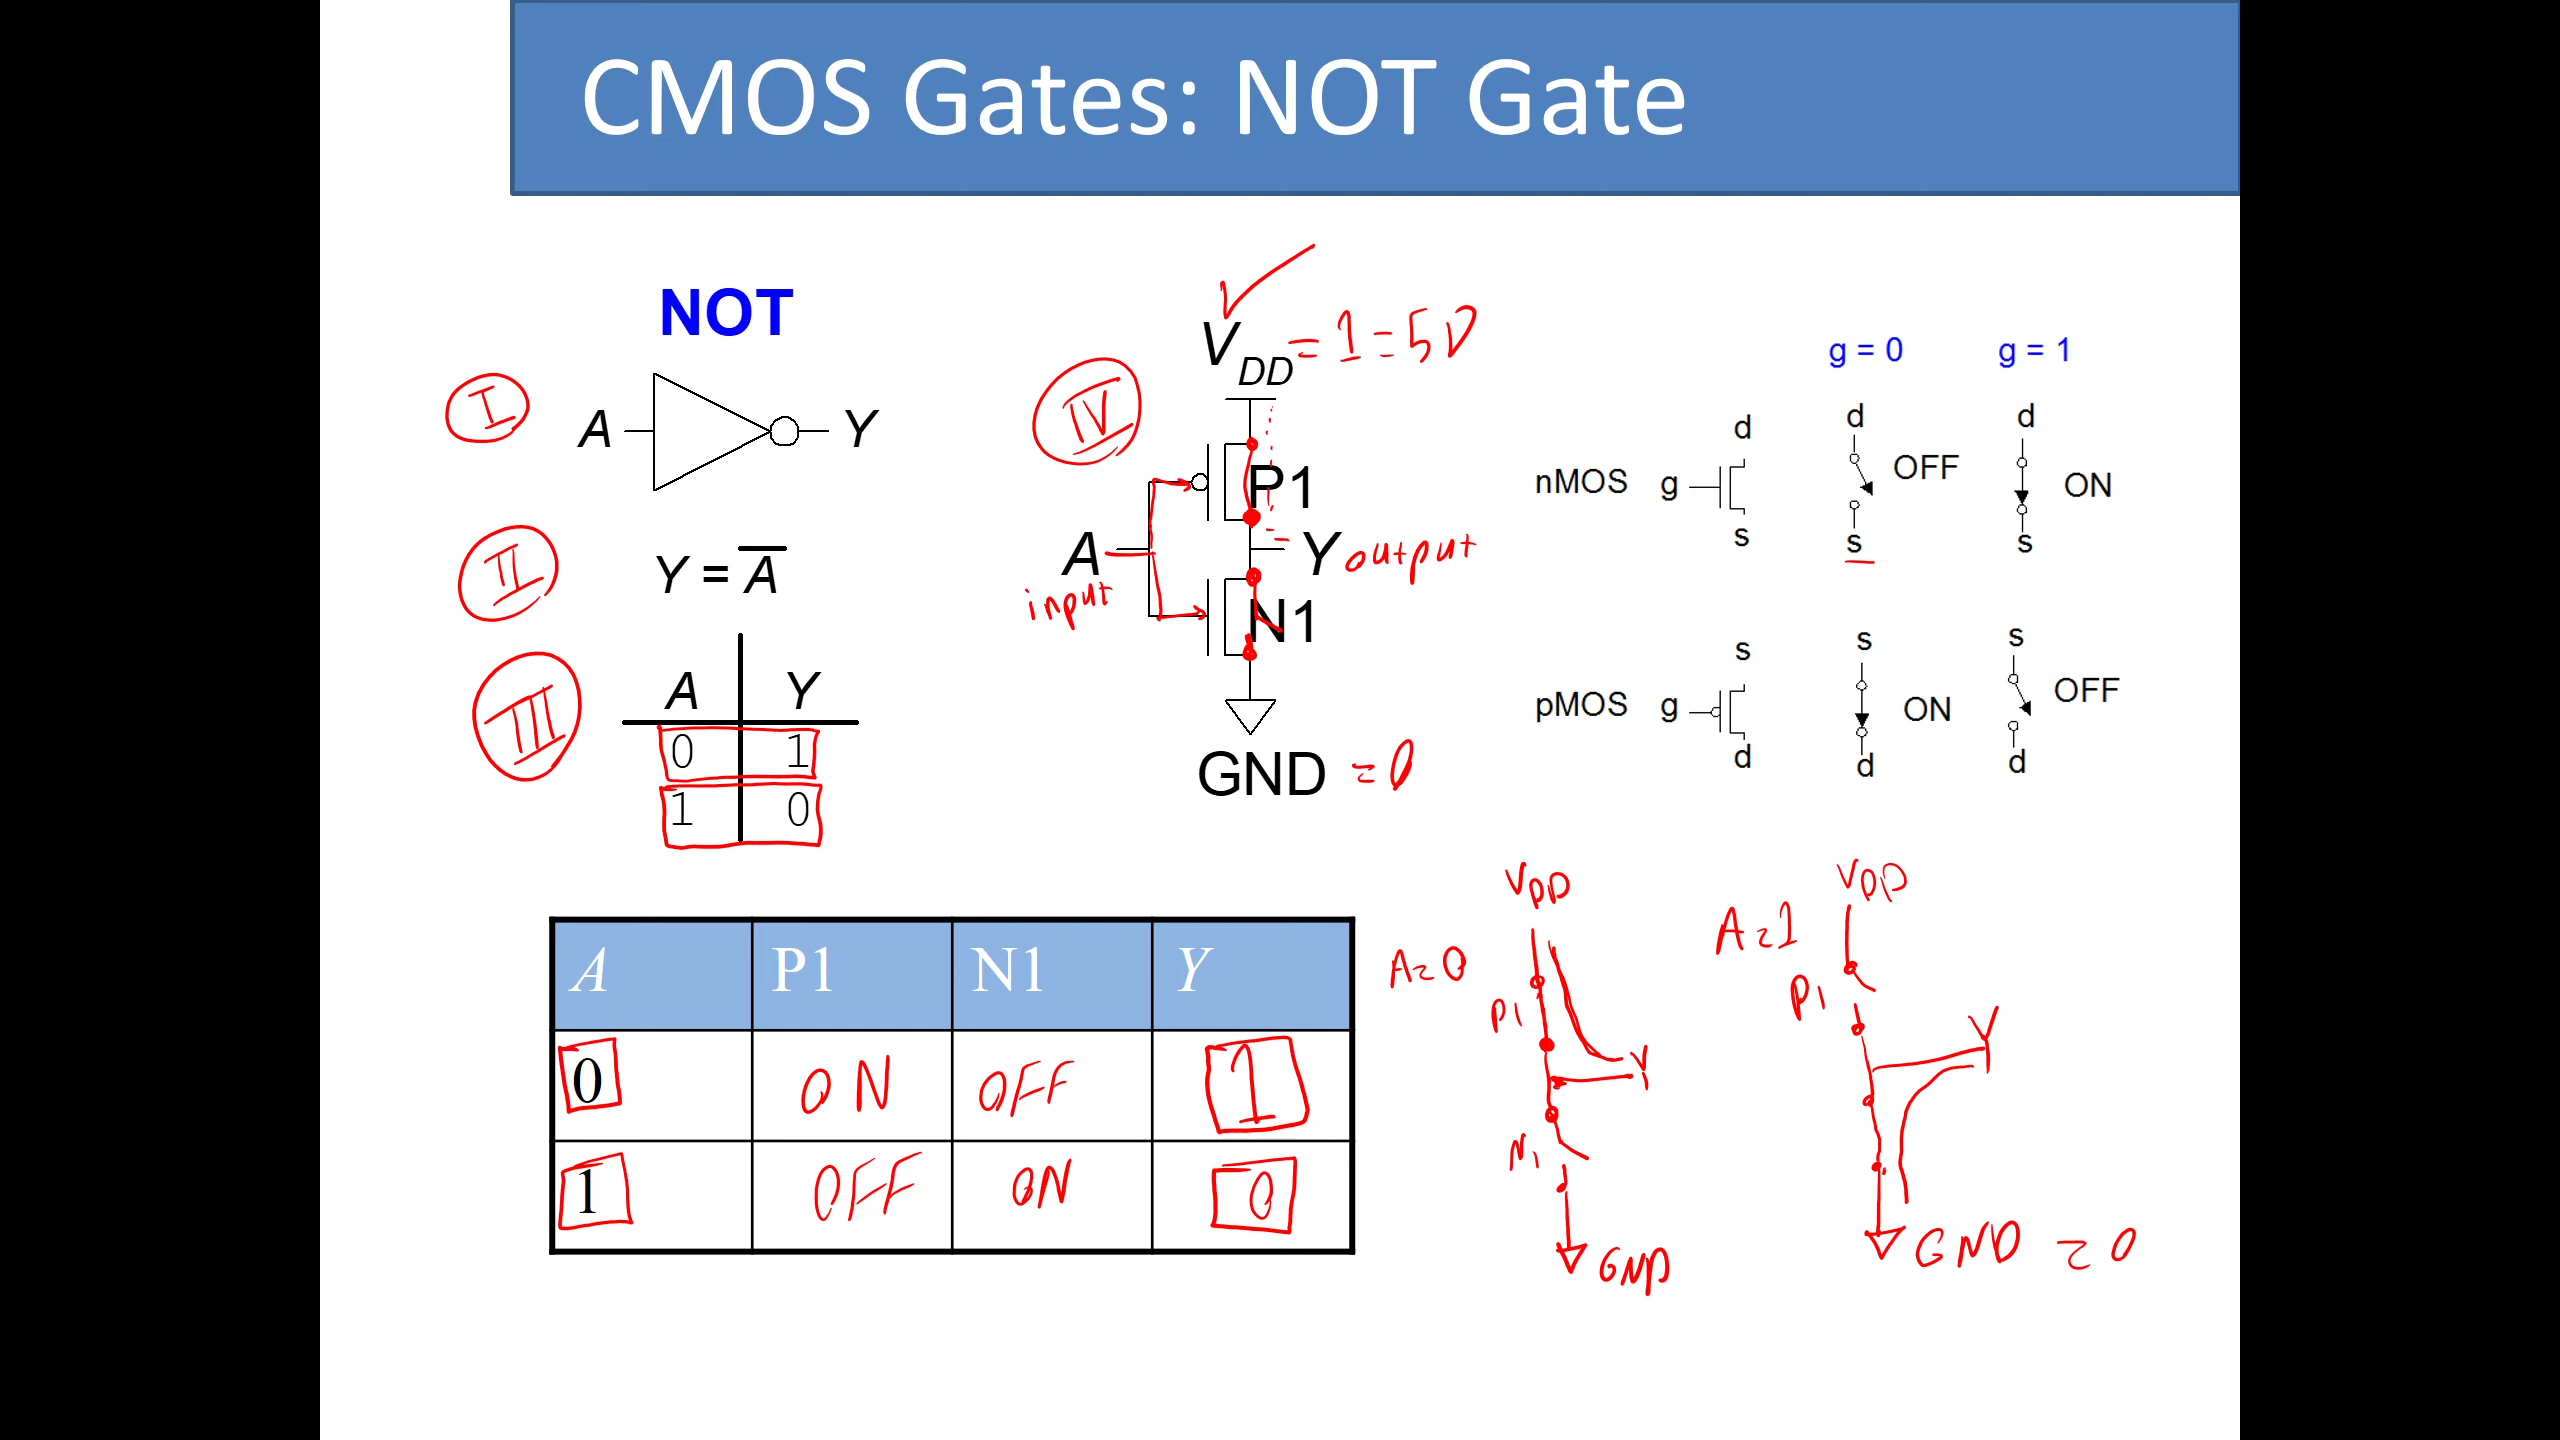 CMOS Gates: NOT Gate
NOT
I
A Y
II
Y = A̅
III
A Y
0 1
1 0
IV
VDD = 1 = 5V
P1
A
input
Y output
N1
GND = 0
g = 0 g = 1
nMOS g d s
d OFF s
d ON s
pMOS g s d
s ON d
s OFF d
A P1 N1 Y
0 ON OFF 1
1 OFF ON 0
A=0
VDD
P1
Y
N1
GND
A=1
VDD
P1
Y
GND = 0